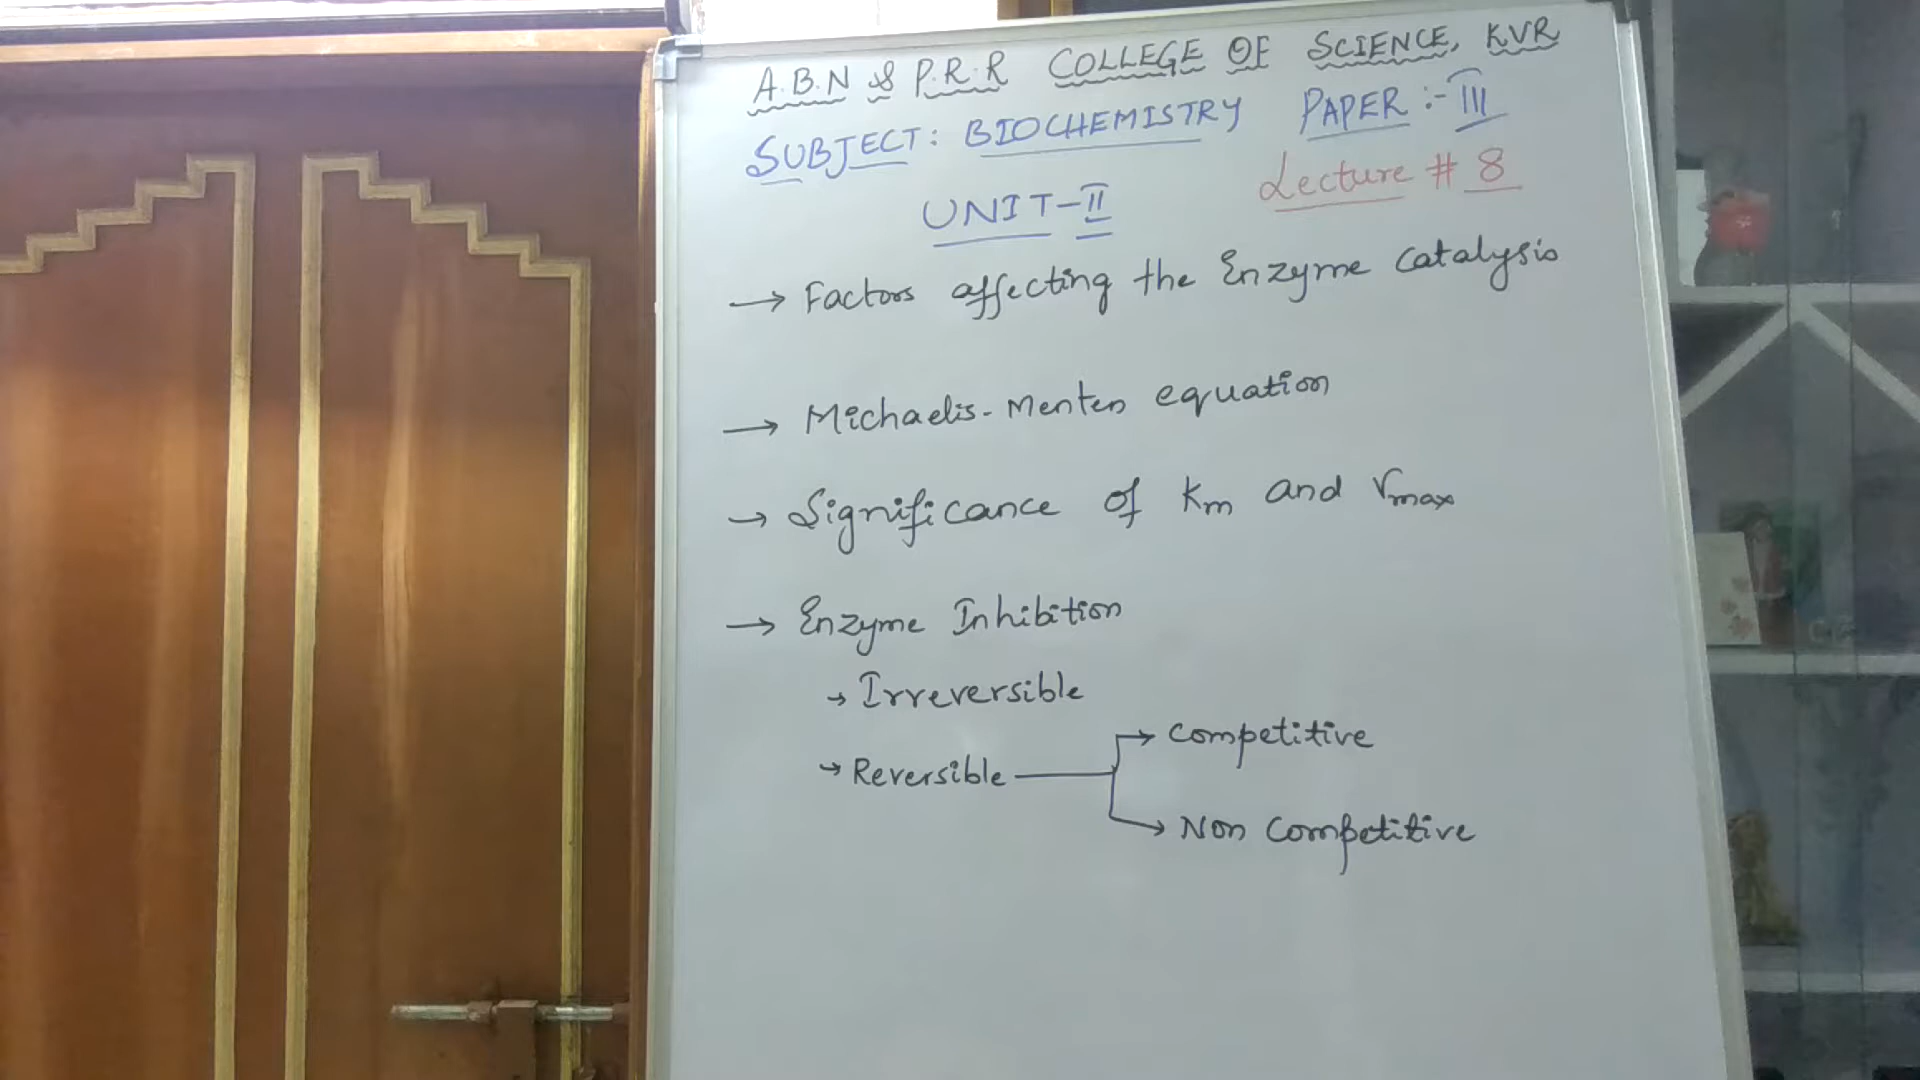 A.B.N & P.R.R COLLEGE OF SCIENCE, KVR
SUBJECT: BIOCHEMISTRY PAPER :- III
UNIT-II Lecture # 8
→ Factors affecting the Enzyme catalysis
→ Michaelis-Menten equation
→ Significance of Km and Vmax
→ Enzyme Inhibition
→ Irreversible
→ Competitive
→ Reversible
→ Non Competitive